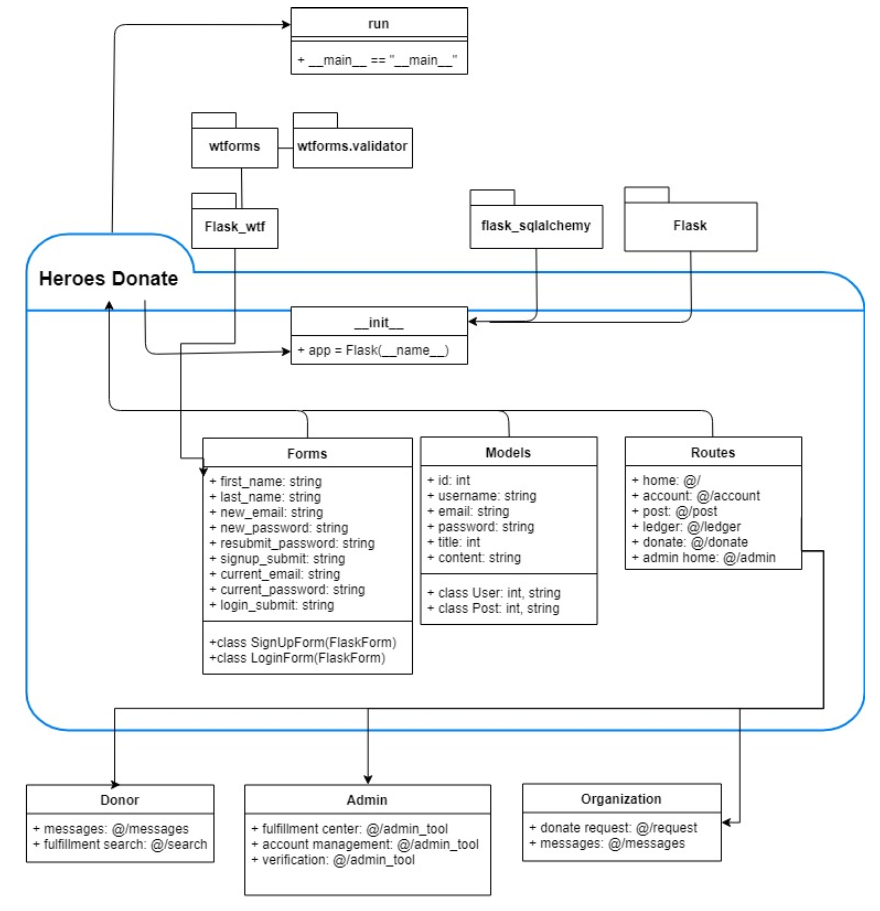 run
+ __main__ == "__main__"
wtforms
wtforms.validator
Flask_wtf
flask_sqlalchemy
Flask
Heroes Donate
__init__
+ app = Flask(__name__)
Forms
+ first_name: string
+ last_name: string
+ new_email: string
+ new_password: string
+ resubmit_password: string
+ signup_submit: string
+ current_email: string
+ current_password: string
+ login_submit: string
+class SignUpForm(FlaskForm)
+class LoginForm(FlaskForm)
Models
+ id: int
+ username: string
+ email: string
+ password: string
+ title: int
+ content: string
+ class User: int, string
+ class Post: int, string
Routes
+ home: @/
+ account: @/account
+ post: @/post
+ ledger: @/ledger
+ donate: @/donate
+ admin home: @/admin
Donor
+ messages: @/messages
+ fulfillment search: @/search
Admin
+ fulfillment center: @/admin_tool
+ account management: @/admin_tool
+ verification: @/admin_tool
Organization
+ donate request: @/request
+ messages: @/messages